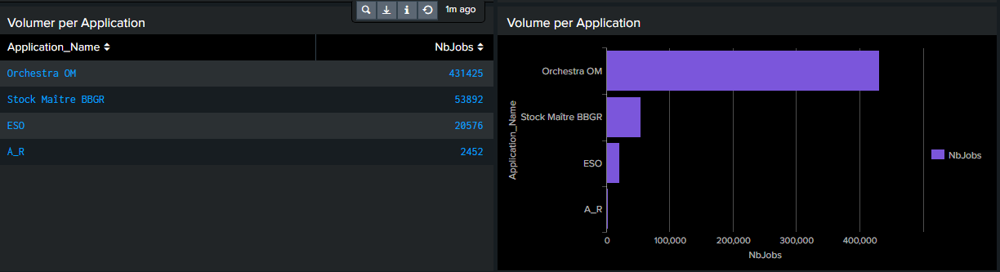 1m ago
Volumer per Application
Application_Name NbJobs
Orchestra OM 431425
Stock Maître BBGR 53892
ESO 20576
A_R 2452
Volume per Application
Application_Name
Orchestra OM
Stock Maître BBGR
ESO
A_R
0 100,000 200,000 300,000 400,000
NbJobs
NbJobs